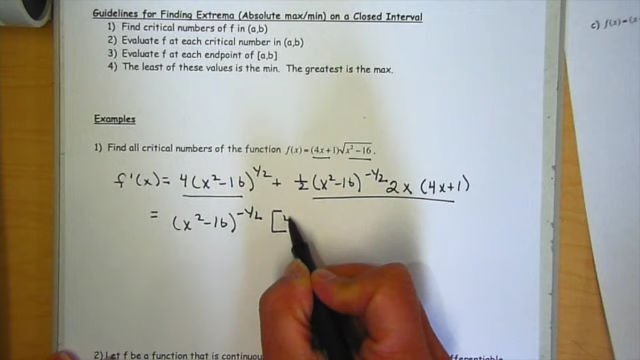 Guidelines for Finding Extrema (Absolute max/min) on a Closed Interval
1) Find critical numbers of f in (a,b)
2) Evaluate f at each critical number in (a,b)
3) Evaluate f at each endpoint of [a,b]
4) The least of these values is the min. The greatest is the max.
c) f(x)=(x
Examples
1) Find all critical numbers of the function f(x)=(4x+1)√(x²−16).
f'(x) = 4(x²-16)^1/2 + 1/2 (x²-16)^-1/2 2x (4x+1)
= (x²-16)^-1/2 [4
2) Let f be a function that is continuous